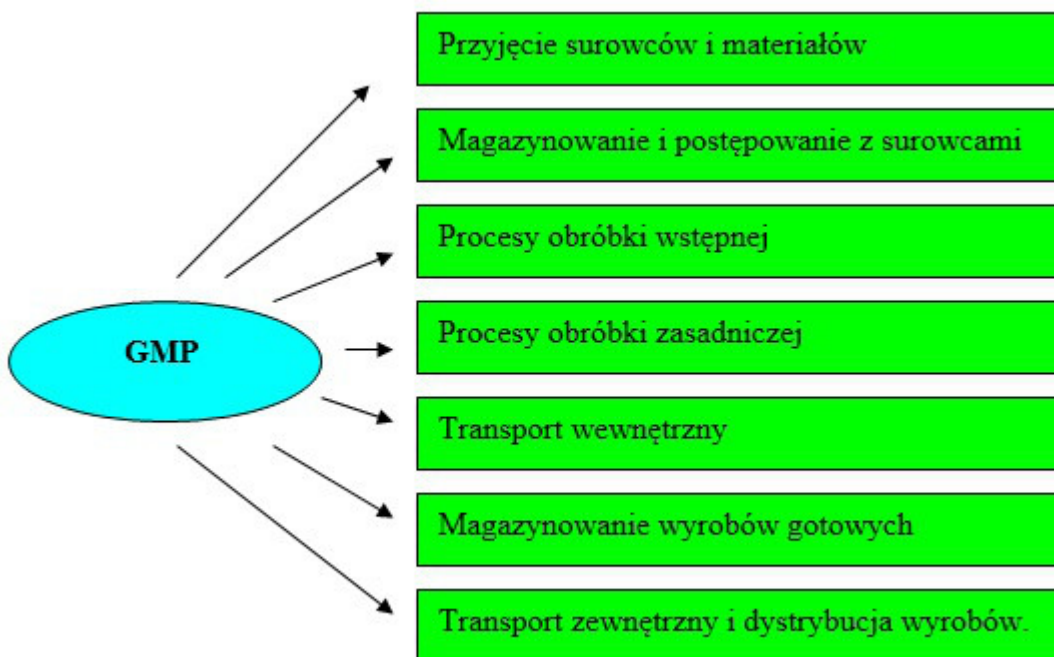 Przyjęcie surowców i materiałów
Magazynowanie i postępowanie z surowcami
Procesy obróbki wstępnej
Procesy obróbki zasadniczej
GMP
Transport wewnętrzny
Magazynowanie wyrobów gotowych
Transport zewnętrzny i dystrybucja wyrobów.